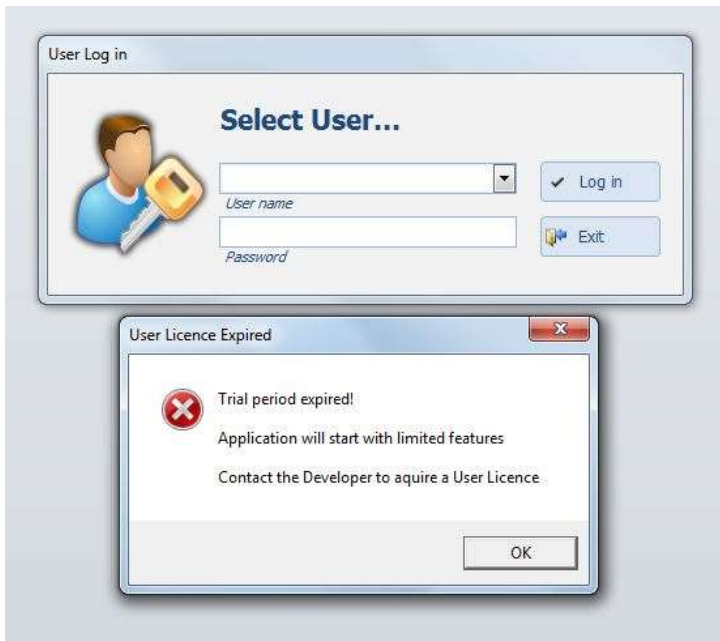 User Log in
Select User...
User name
Log in
Password
Exit
User Licence Expired
Trial period expired!
Application will start with limited features
Contact the Developer to aquire a User Licence
OK